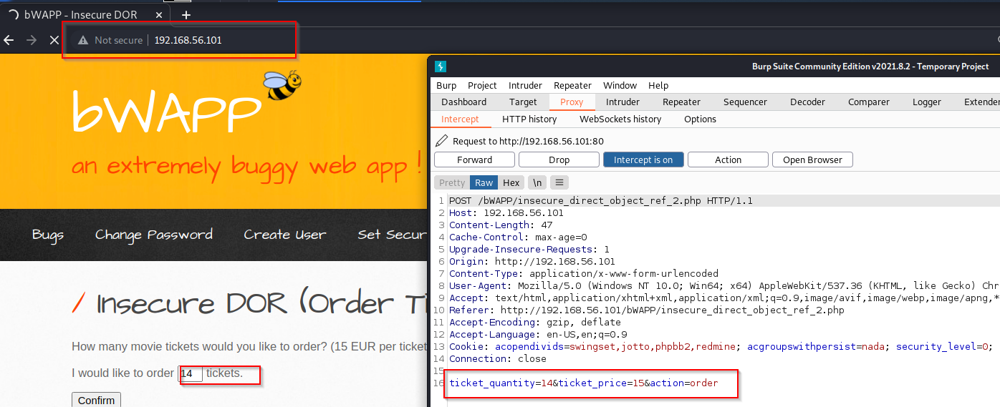 bWAPP - Insecure DOR
Not secure 192.168.56.101
bWAPP
an extremely buggy web app !
Bugs Change Password Create User Set Secur
/ Insecure DOR (Order Ti
How many movie tickets would you like to order? (15 EUR per ticket
I would like to order 14 tickets.
Confirm
Burp Suite Community Edition v2021.8.2 - Temporary Project
Burp Project Intruder Repeater Window Help
Dashboard Target Proxy Intruder Repeater Sequencer Decoder Comparer Logger Extender
Intercept HTTP history WebSockets history Options
Request to http://192.168.56.101:80
Forward Drop Intercept is on Action Open Browser
Pretty Raw Hex \n
1 POST /bWAPP/insecure_direct_object_ref_2.php HTTP/1.1
2 Host: 192.168.56.101
3 Content-Length: 47
4 Cache-Control: max-age=0
5 Upgrade-Insecure-Requests: 1
6 Origin: http://192.168.56.101
7 Content-Type: application/x-www-form-urlencoded
8 User-Agent: Mozilla/5.0 (Windows NT 10.0; Win64; x64) AppleWebKit/537.36 (KHTML, like Gecko) Chr
9 Accept: text/html,application/xhtml+xml,application/xml;q=0.9,image/avif,image/webp,image/apng,*
10 Referer: http://192.168.56.101/bWAPP/insecure_direct_object_ref_2.php
11 Accept-Encoding: gzip, deflate
12 Accept-Language: en-US,en;q=0.9
13 Cookie: acopendivids=swingset,jotto,phpbb2,redmine; acgroupswithpersist=nada; security_level=0;
14 Connection: close
15
16 ticket_quantity=14&ticket_price=15&action=order